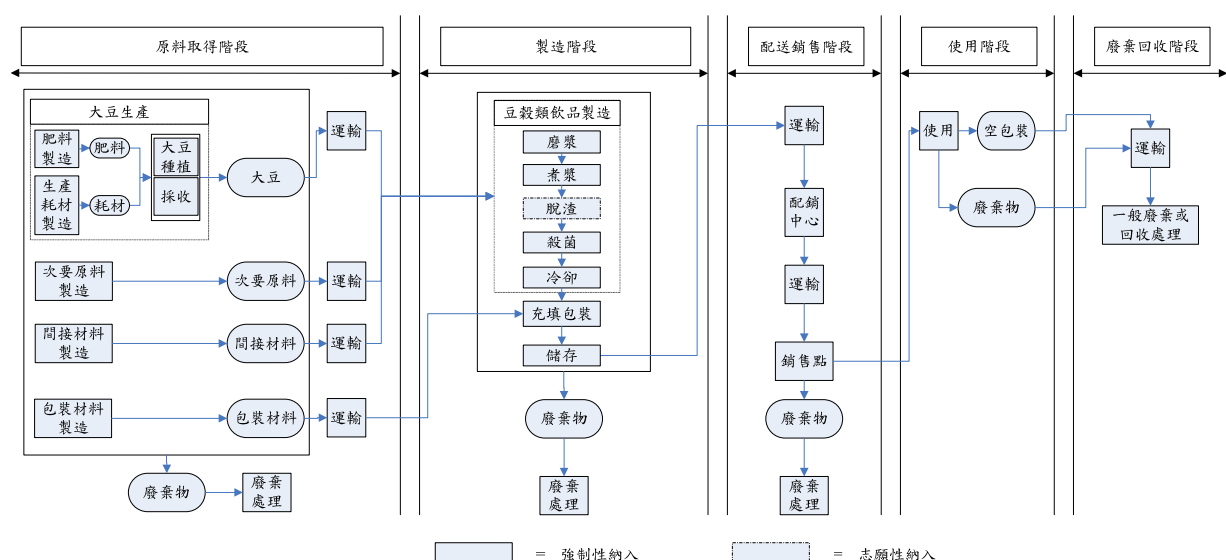 原料取得階段
製造階段
配送銷售階段
使用階段
廢棄回收階段
大豆生產
肥料
製造
肥料
生產
耗材
製造
耗材
大豆
種植
採收
大豆
運輸
次要原料
製造
次要原料
運輸
間接材料
製造
間接材料
運輸
包裝材料
製造
包裝材料
運輸
廢棄物
廢棄
處理
豆穀類飲品製造
磨漿
煮漿
脫渣
殺菌
冷卻
充填包裝
儲存
廢棄物
廢棄
處理
運輸
配銷
中心
運輸
銷售點
廢棄物
廢棄
處理
使用
空包裝
廢棄物
運輸
一般廢棄或
回收處理
= 強制性納入
= 志願性納入